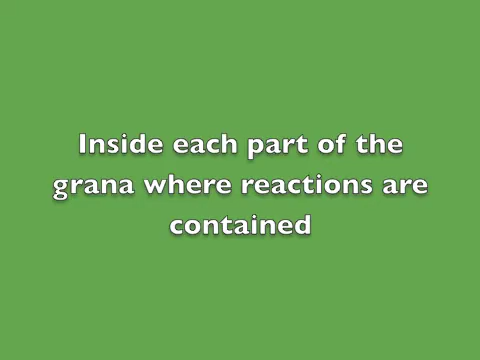 Inside each part of the
grana where reactions are
contained